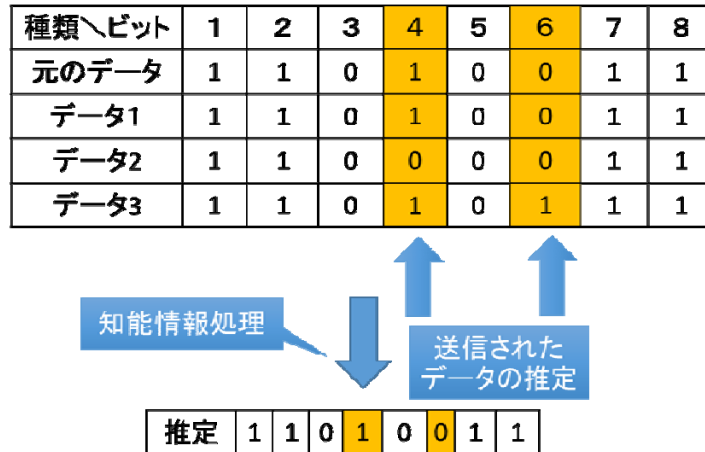 種類＼ビット 1 2 3 4 5 6 7 8
元のデータ 1 1 0 1 0 0 1 1
データ1 1 1 0 1 0 0 1 1
データ2 1 1 0 0 0 0 1 1
データ3 1 1 0 1 0 1 1 1
知能情報処理
送信された
データの推定
推定 1 1 0 1 0 0 1 1